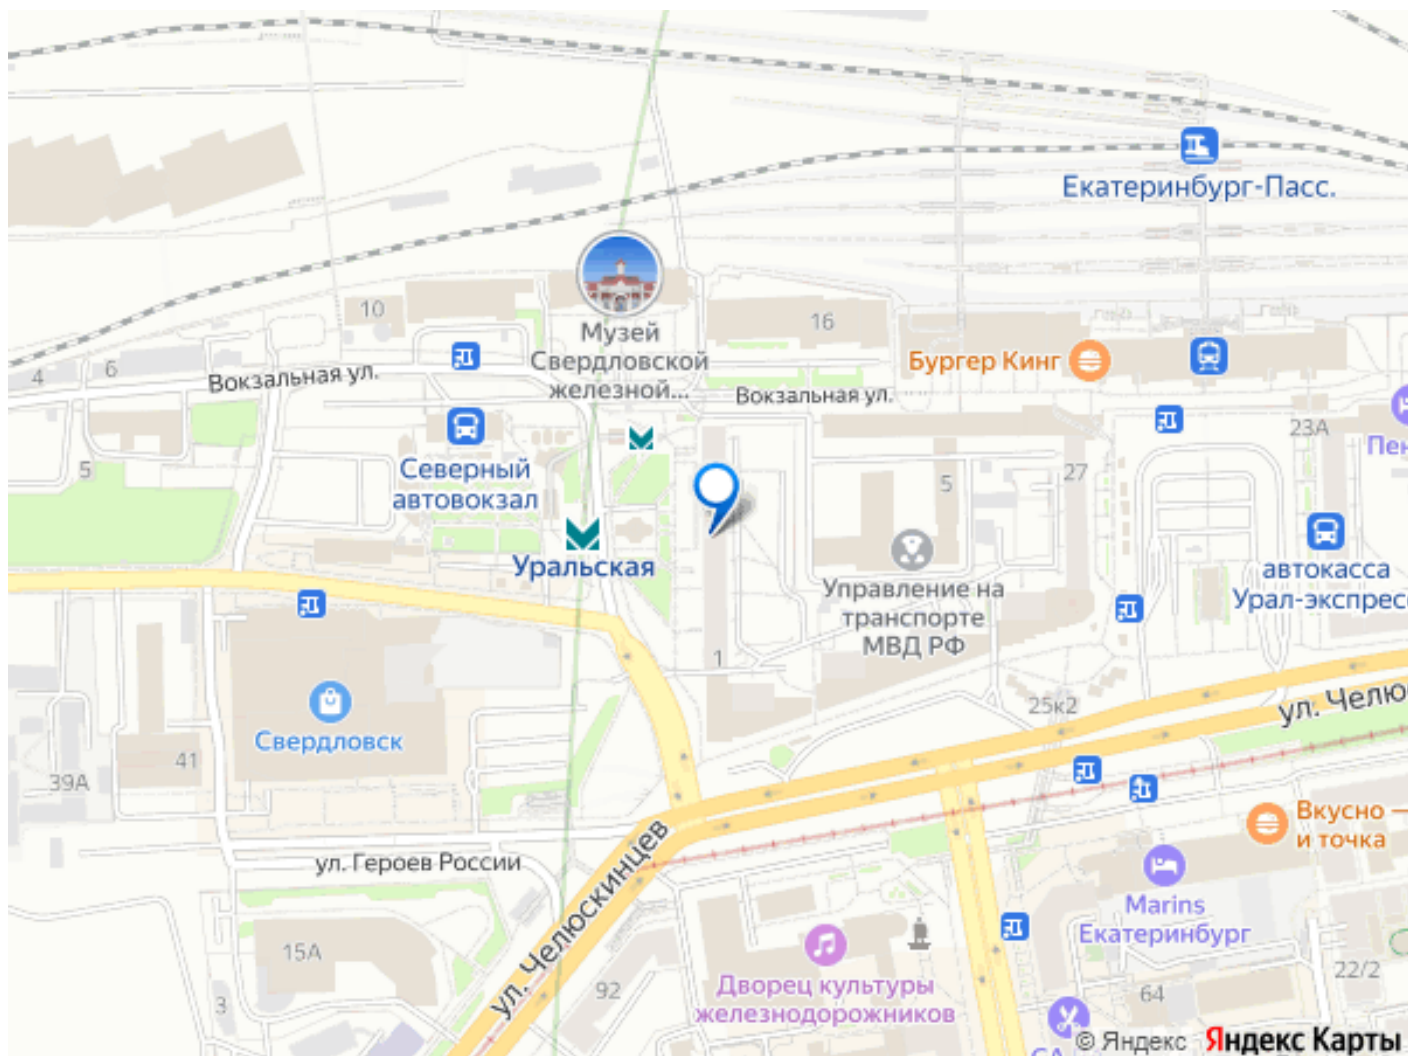 Екатеринбург-Пасс.
10
16
Музей
Свердловской
железной...
Бургер Кинг
4
6
Вокзальная ул.
Вокзальная ул.
23А
5
Северный
автовокзал
5
27
Уральская
Управление на
транспорте
МВД РФ
автокасса
1
25к2
ул. Челю
Свердловск
41
39А
Вкусно —
и точка
ул. Героев России
ул. Челюскинцев
Marins
Екатеринбург
15А
3
92
Дворец культуры
железнодорожников
22/2
64
© Яндекс Яндекс Карты